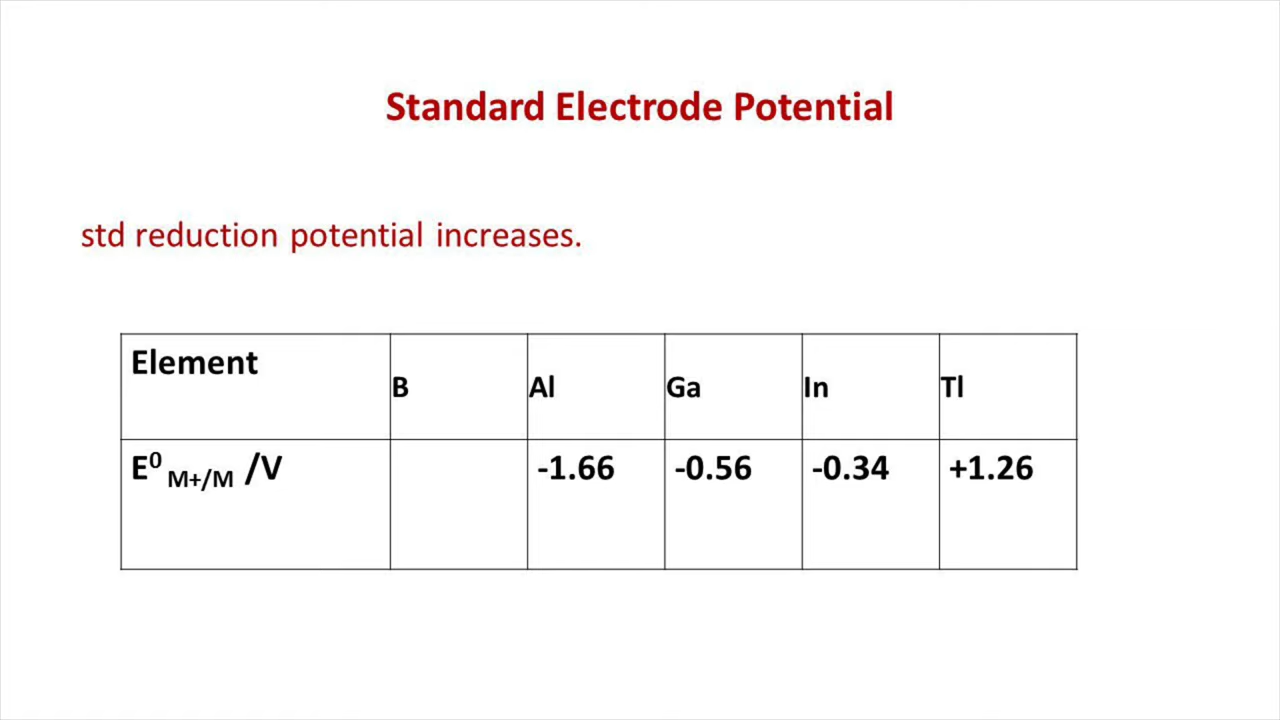 Standard Electrode Potential
std reduction potential increases.
Element B Al Ga In Tl
E⁰ M+/M /V -1.66 -0.56 -0.34 +1.26